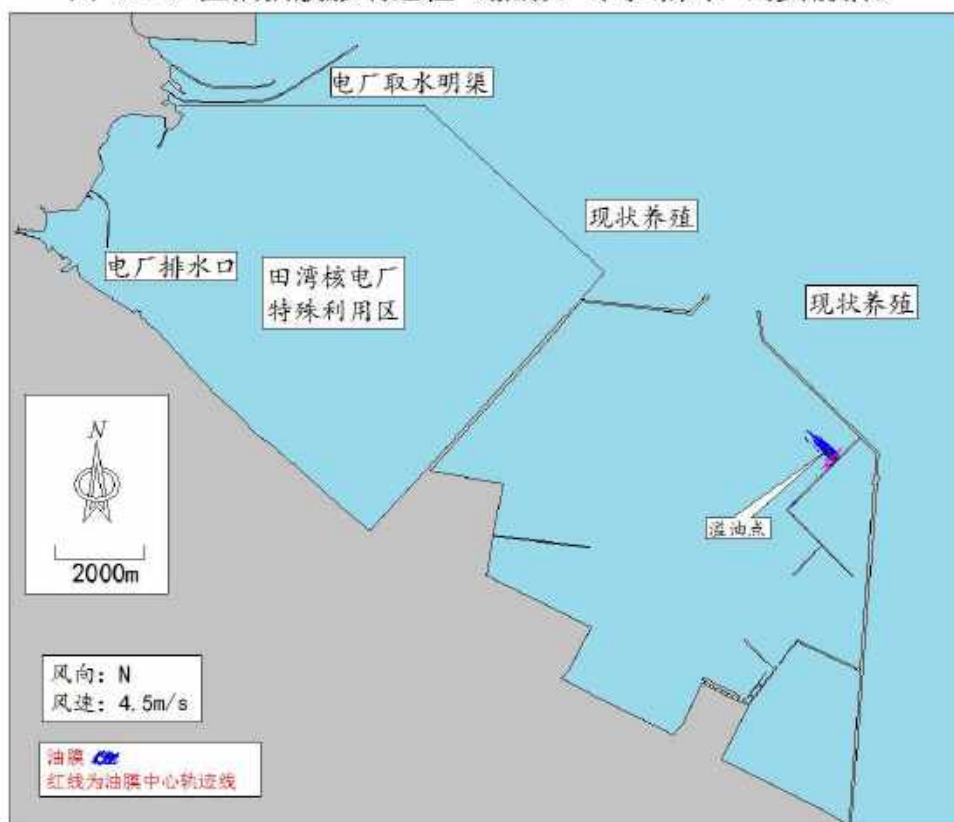 电厂取水明渠
现状养殖
电厂排水口
田湾核电厂
特殊利用区
现状养殖
N
溢油点
2000m
风向: N
风速: 4.5m/s
油膜
红线为油膜中心轨迹线